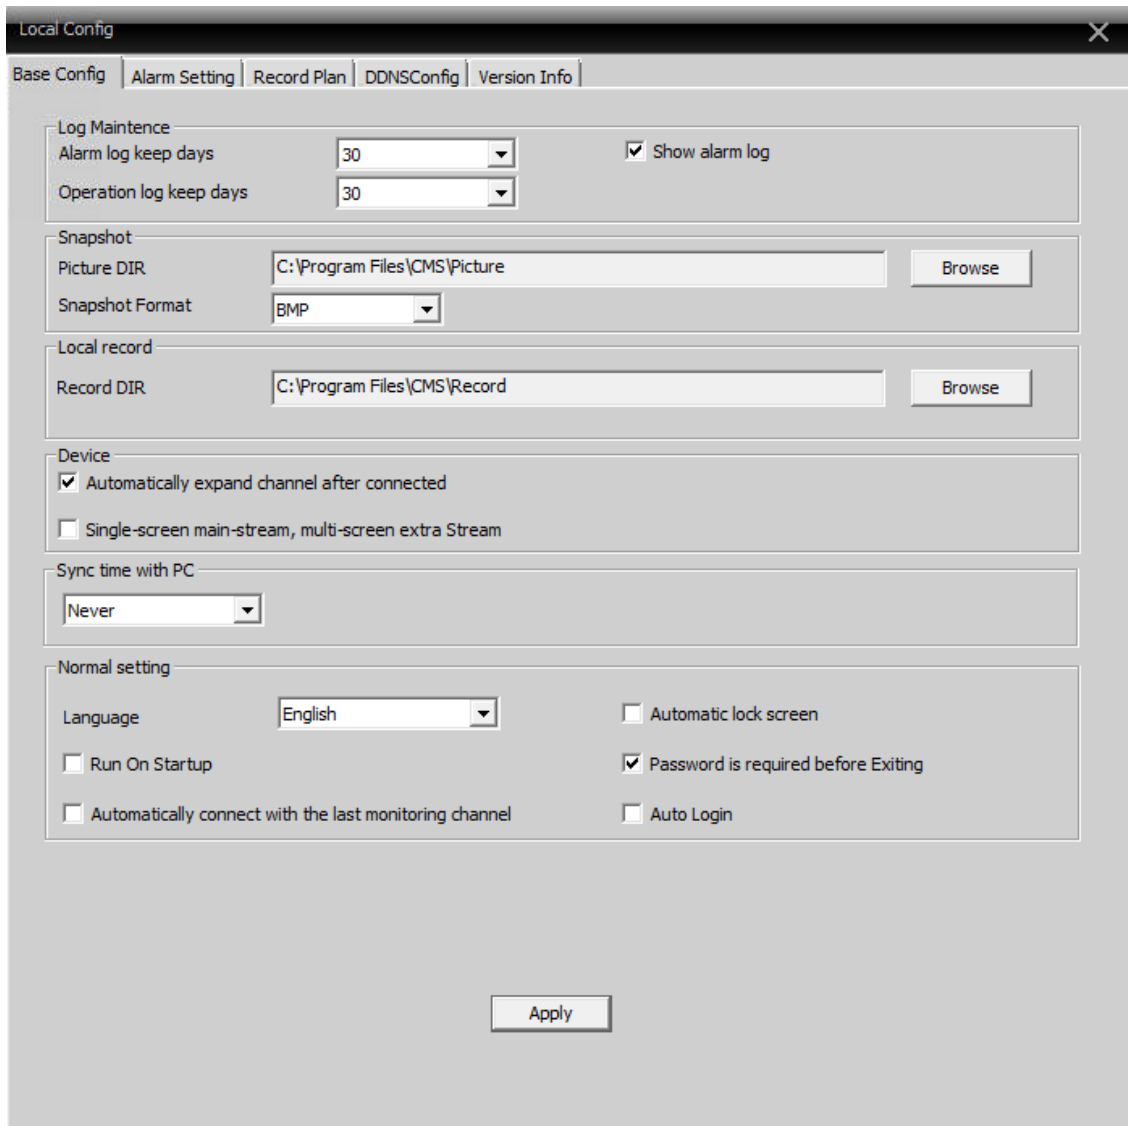 Local Config
Base Config Alarm Setting Record Plan DDNSConfig Version Info
Log Maintence
Alarm log keep days 30 Show alarm log
Operation log keep days 30
Snapshot
Picture DIR C:\Program Files\CMS\Picture Browse
Snapshot Format BMP
Local record
Record DIR C:\Program Files\CMS\Record Browse
Device
Automatically expand channel after connected
Single-screen main-stream, multi-screen extra Stream
Sync time with PC
Never
Normal setting
Language English Automatic lock screen
Run On Startup Password is required before Exiting
Automatically connect with the last monitoring channel Auto Login
Apply